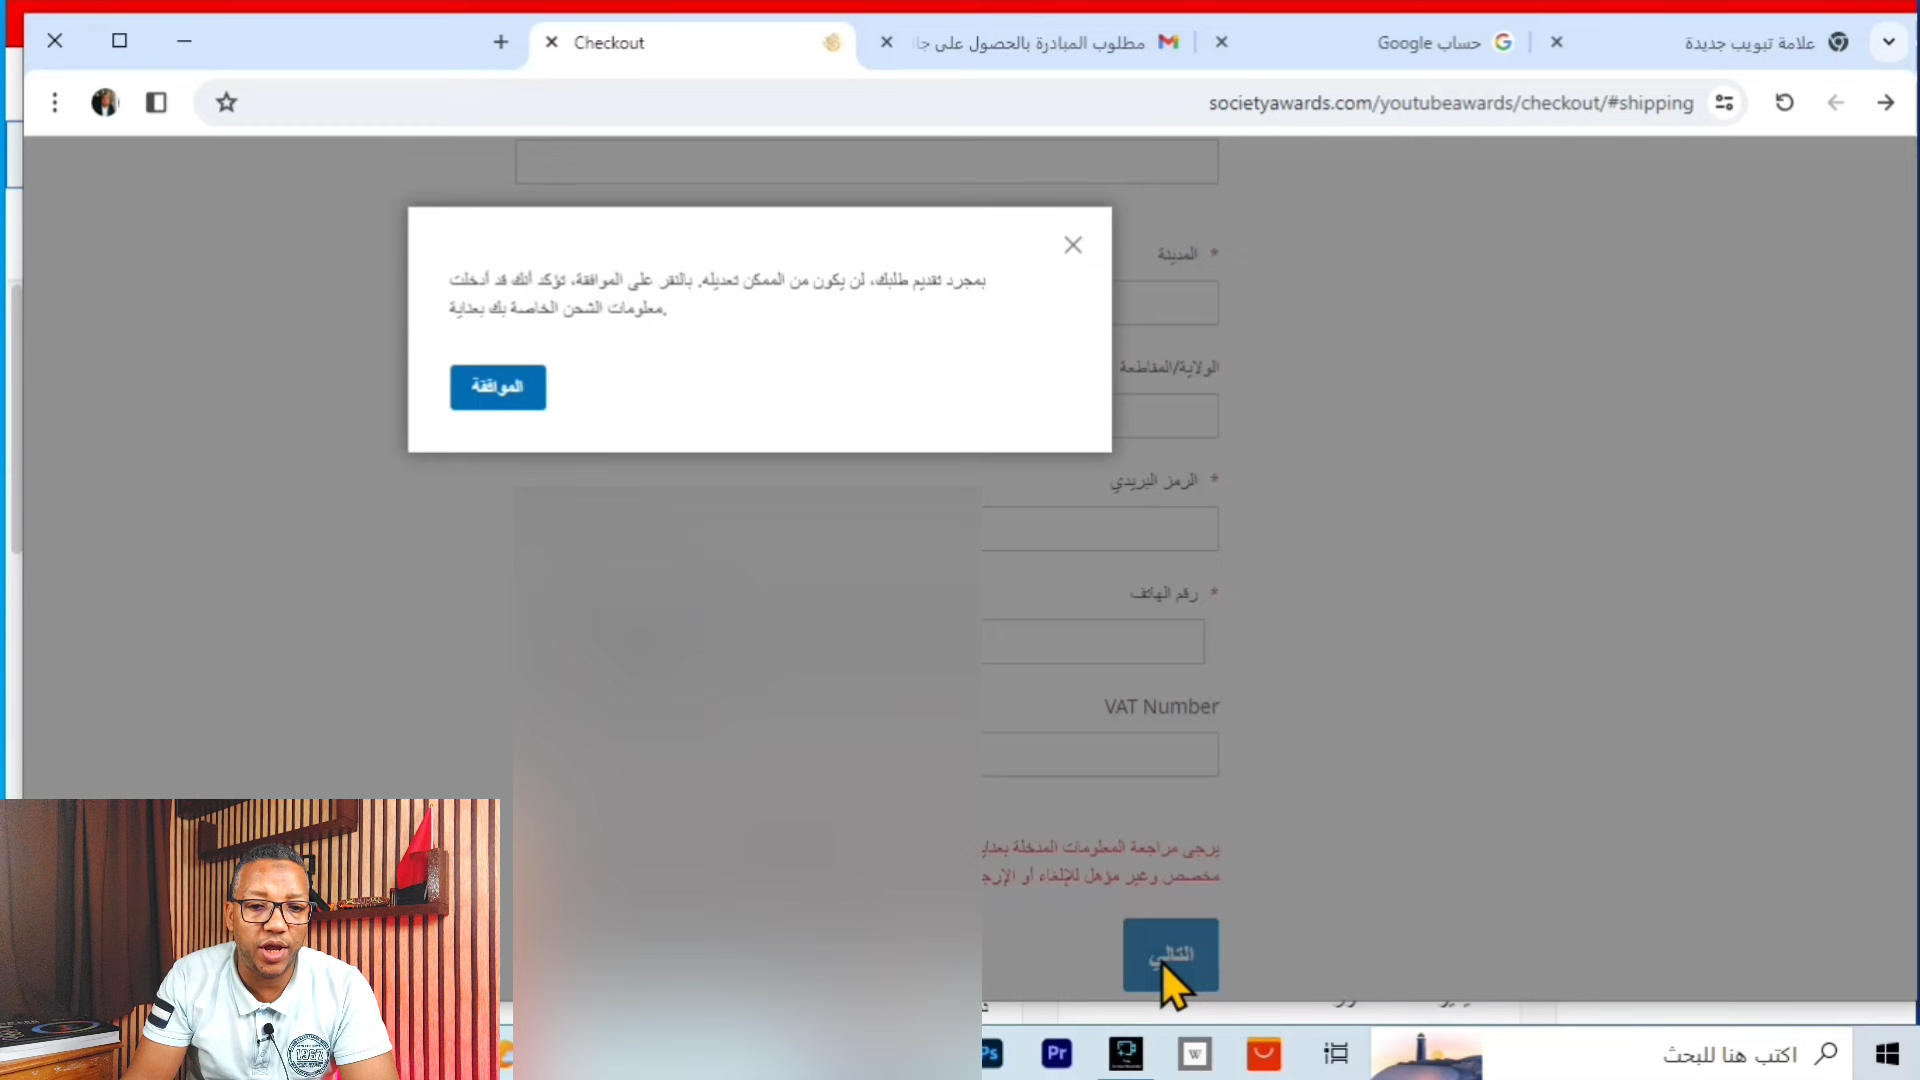 علامة تبويب جديدة
حساب Google
مطلوب المبادرة بالحصول على جا
Checkout
societyawards.com/youtubeawards/checkout/#shipping
بمجرد تقديم طلبك، لن يكون من الممكن تعديله. بالنقر على الموافقة، تؤكد أنك قد أدخلت
معلومات الشحن الخاصة بك بعناية.
الموافقة
* المدينة
الولاية/المقاطعة
* الرمز البريدي
* رقم الهاتف
VAT Number
يرجى مراجعة المعلومات المدخلة بعناية
مخصص وغير مؤهل للإلغاء أو الإرج
التالي
Ps
Pr
W
اكتب هنا للبحث
1362